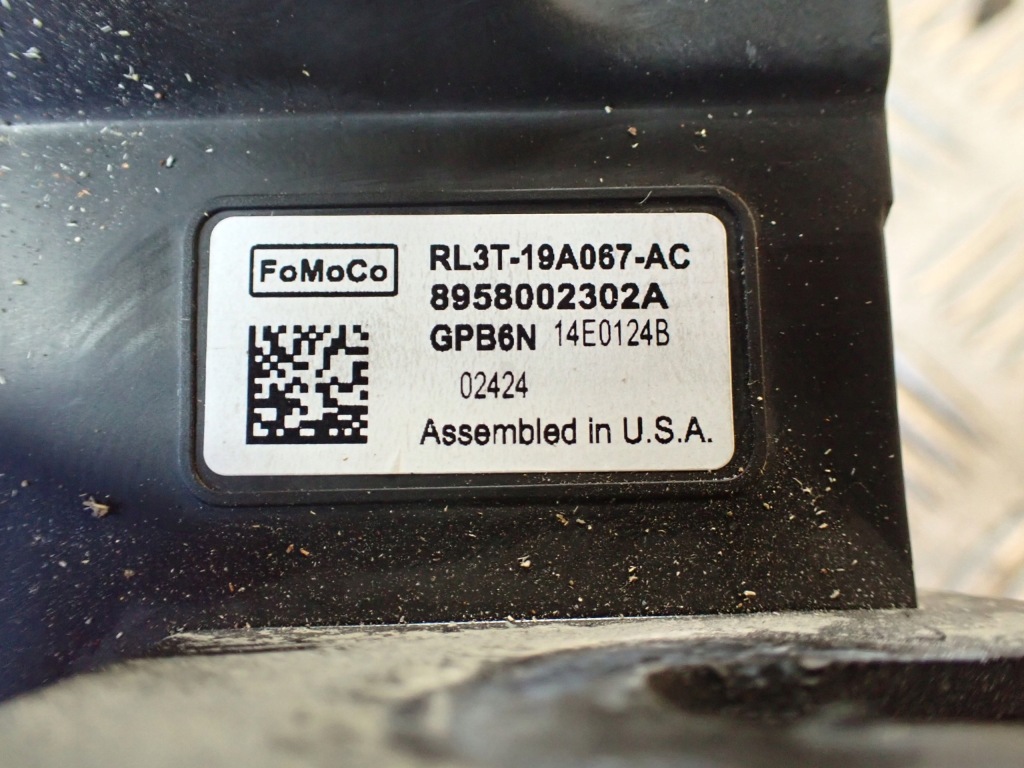 FoMoCo
RL3T-19A067-AC
8958002302A
GPB6N 14E0124B
02424
Assembled in U.S.A.